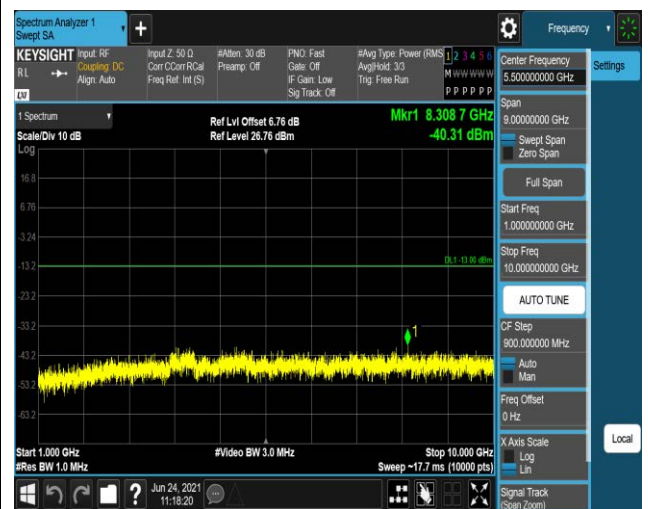 Spectrum Analyzer 1
Swept SA
+
Frequency
KEYSIGHT
RL
LXI
Input: RF
Coupling: DC
Align: Auto
Input Z: 50 Ω
Corr CCorr RCal
Freq Ref: Int (S)
#Atten: 30 dB
Preamp: Off
PNO: Fast
Gate: Off
IF Gain: Low
Sig Track: Off
#Avg Type: Power (RMS
Avg|Hold: 3/3
Trig: Free Run
1 2 3 4 5 6
M W W W W W
P P P P P P
1 Spectrum
Scale/Div 10 dB
Log
Ref Lvl Offset 6.76 dB
Ref Level 26.76 dBm
Mkr1 8.308 7 GHz
-40.31 dBm
16.8
6.76
-3.24
-13.2
-23.2
-33.2
-43.2
-53.2
-63.2
DL1 -13.00 dBm
1
Start 1.000 GHz
#Res BW 1.0 MHz
#Video BW 3.0 MHz
Stop 10.000 GHz
Sweep ~17.7 ms (10000 pts)
Jun 24, 2021
11:18:20
?
Center Frequency
5.500000000 GHz
Span
9.00000000 GHz
Swept Span
Zero Span
Full Span
Start Freq
1.000000000 GHz
Stop Freq
10.000000000 GHz
AUTO TUNE
CF Step
900.000000 MHz
Auto
Man
Freq Offset
0 Hz
X Axis Scale
Log
Lin
Signal Track
(Span Zoom)
Settings
Local